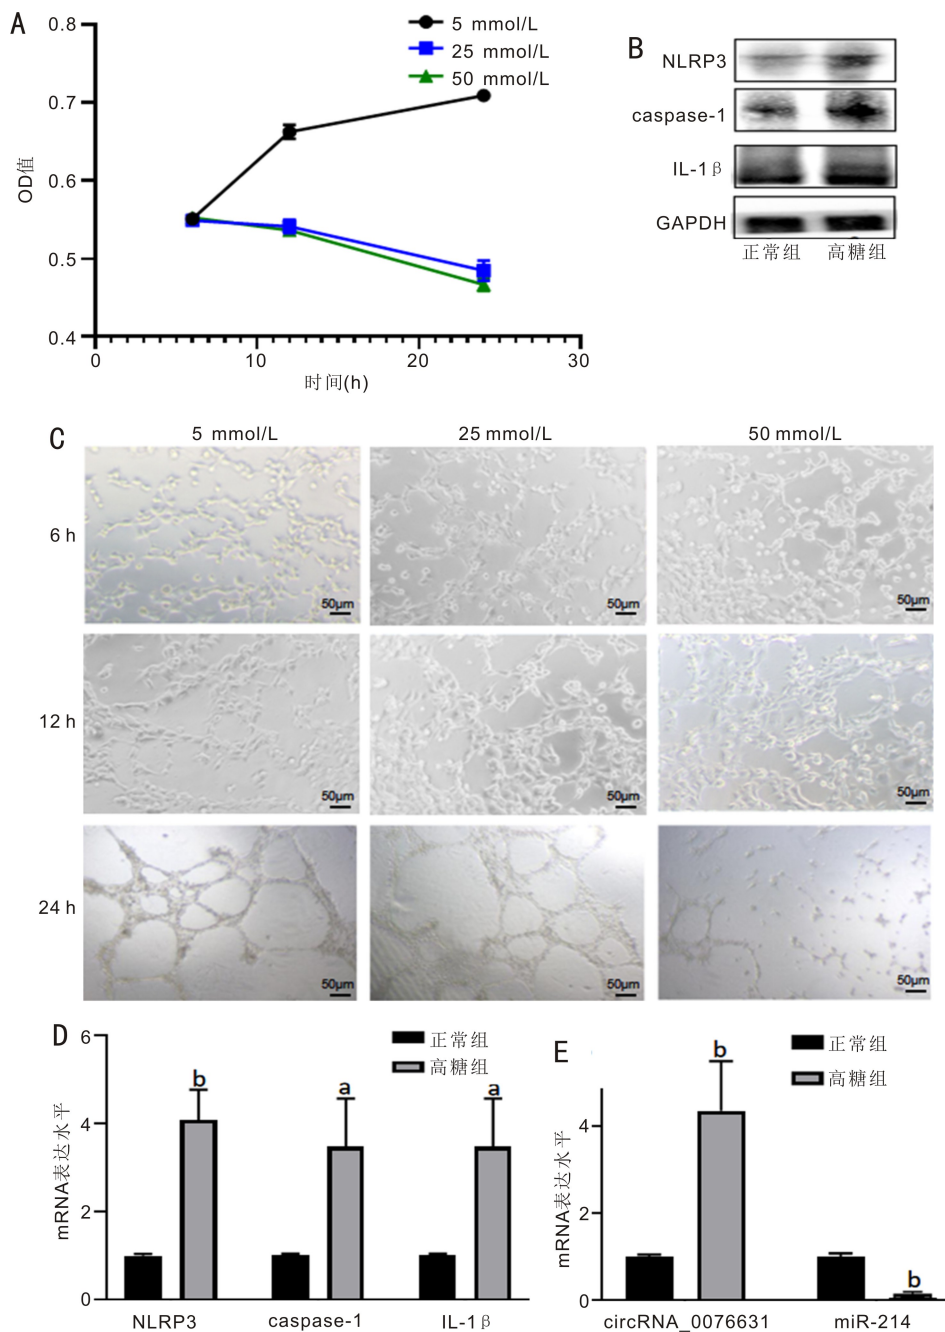 A
0.8
0.7
0.6
0.5
0.4
OD值
0
10
20
30
时间(h)
5 mmol/L
25 mmol/L
50 mmol/L
B
NLRP3
caspase-1
IL-1β
GAPDH
正常组 高糖组
C
5 mmol/L 25 mmol/L 50 mmol/L
6 h
50μm 50μm 50μm
12 h
50μm 50μm 50μm
24 h
50μm 50μm 50μm
D
6
4
2
0
mRNA表达水平
正常组
高糖组
b a a
NLRP3 caspase-1 IL-1β
E
4
2
0
mRNA表达水平
正常组
高糖组
b b
circRNA_0076631 miR-214